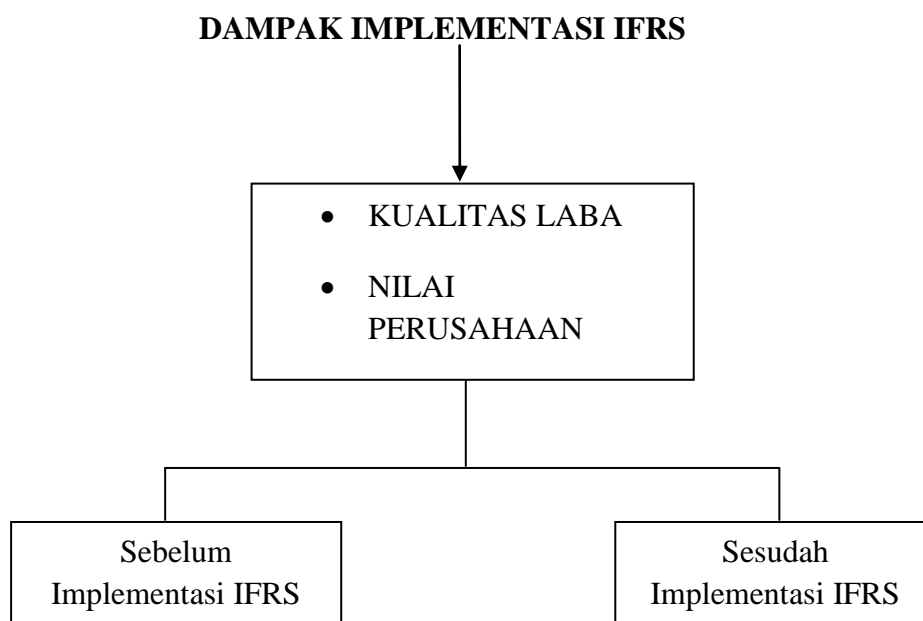 DAMPAK IMPLEMENTASI IFRS
• KUALITAS LABA
• NILAI
PERUSAHAAN
Sebelum
Implementasi IFRS
Sesudah
Implementasi IFRS